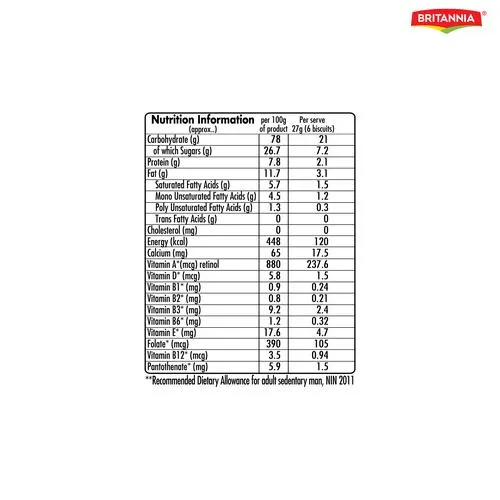 BRITANNIA
Nutrition Information per 100g Per serve
(approx..) of product 27g (6 biscuits)
Carbohydrate (g) 78 21
of which Sugars (g) 26.7 7.2
Protein (g) 7.8 2.1
Fat (g) 11.7 3.1
Saturated Fatty Acids (g) 5.7 1.5
Mono Unsaturated Fatty Acids (g) 4.5 1.2
Poly Unsaturated Fatty Acids (g) 1.3 0.3
Trans Fatty Acids (g) 0 0
Cholesterol (mg) 0 0
Energy (kcal) 448 120
Calcium (mg) 65 17.5
Vitamin A*(mcg) retinol 880 237.6
Vitamin D* (mcg) 5.8 1.5
Vitamin B1* (mg) 0.9 0.24
Vitamin B2* (mg) 0.8 0.21
Vitamin B3* (mg) 9.2 2.4
Vitamin B6* (mg) 1.2 0.32
Vitamin E* (mg) 17.6 4.7
Folate* (mcg) 390 105
Vitamin B12* (mcg) 3.5 0.94
Pantothenate* (mg) 5.9 1.5
**Recommended Dietary Allowance for adult sedentary man, NIN 2011